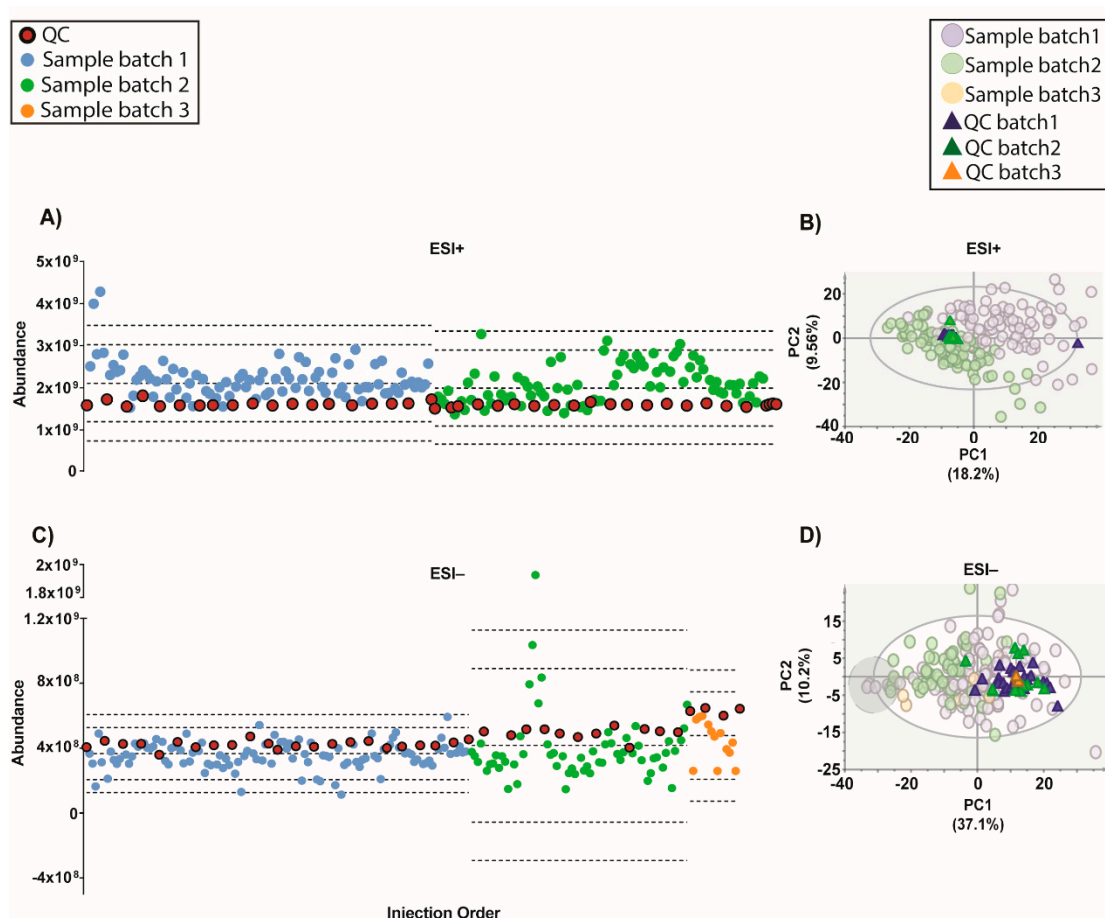 QC
Sample batch 1
Sample batch 2
Sample batch 3
Sample batch1
Sample batch2
Sample batch3
QC batch1
QC batch2
QC batch3
A)
ESI+
5x10⁹
4x10⁹
3x10⁹
2x10⁹
1x10⁹
0
Abundance
B)
ESI+
20
0
-20
-40
PC2
(9.56%)
-40
-20
0
20
PC1
(18.2%)
C)
ESI–
2x10⁹
1.8x10⁹
1.2x10⁹
8x10⁸
4x10⁸
0
-4x10⁸
Abundance
Injection Order
D)
ESI–
15
5
-5
-15
-25
PC2
(10.2%)
-40
-20
0
20
PC1
(37.1%)